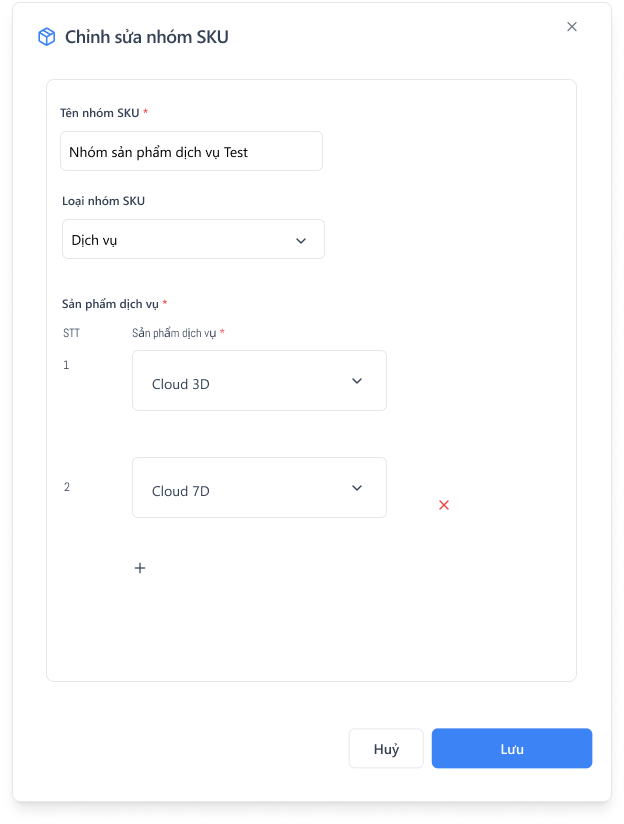 Chỉnh sửa nhóm SKU
Tên nhóm SKU *
Nhóm sản phẩm dịch vụ Test
Loại nhóm SKU
Dịch vụ
Sản phẩm dịch vụ *
STT Sản phẩm dịch vụ *
1 Cloud 3D
2 Cloud 7D
Huỷ Lưu